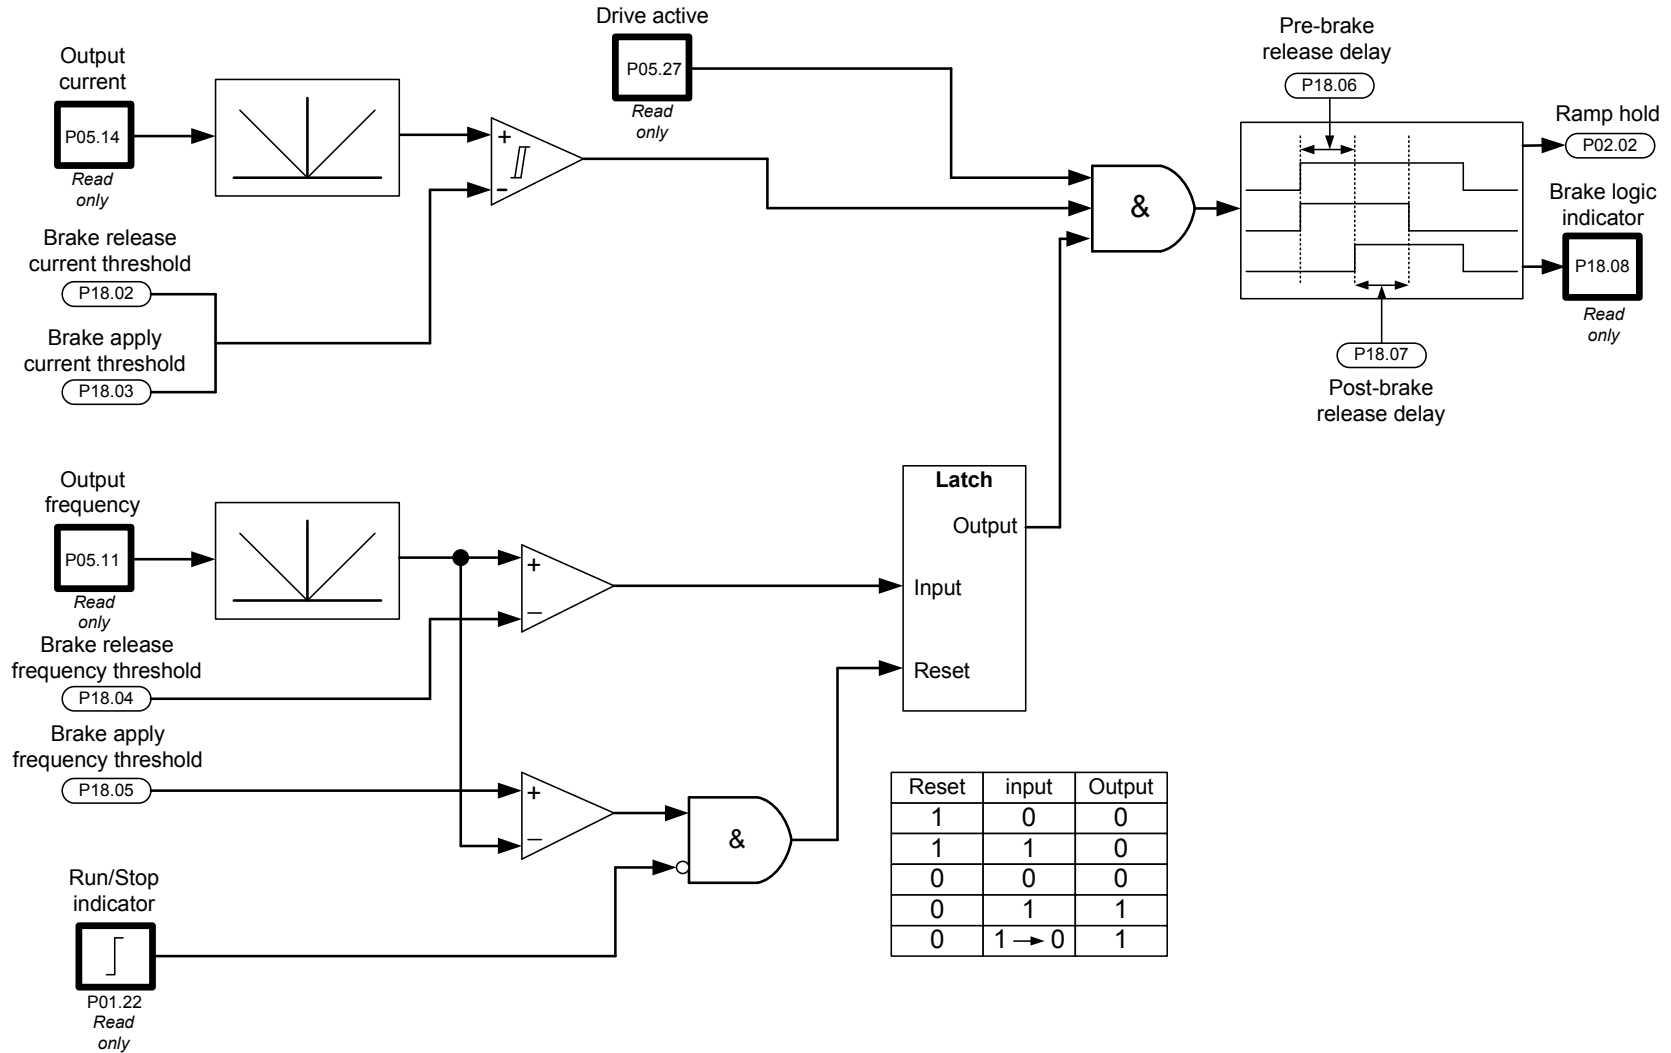 Drive active
P05.27
Read
only
Output
current
P05.14
Read
only
+
-
Brake release
current threshold
P18.02
Brake apply
current threshold
P18.03
&
Pre-brake
release delay
P18.06
Ramp hold
P02.02
Brake logic
indicator
P18.08
Read
only
P18.07
Post-brake
release delay
Output
frequency
P05.11
Read
only
+
–
Brake release
frequency threshold
P18.04
Latch
Output
Input
Reset
Brake apply
frequency threshold
P18.05
+
–
&
Run/Stop
indicator
P01.22
Read
only
Reset input Output
1 0 0
1 1 0
0 0 0
0 1 1
0 1 → 0 1